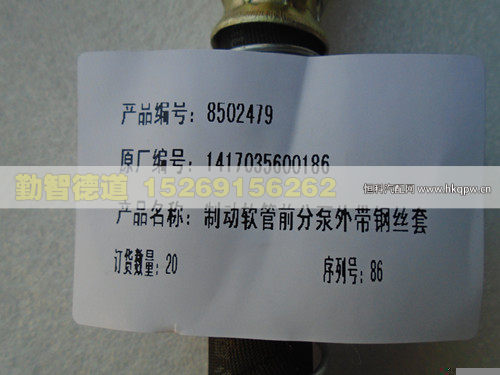 产品编号: 8502479
原厂编号: 1417035600186
勤智德道 15269156262
恒科汽配网
www.hkqpw.cn
产品名称: 制动软管前分泵外带钢丝套
订货数量: 20
序列号: 86